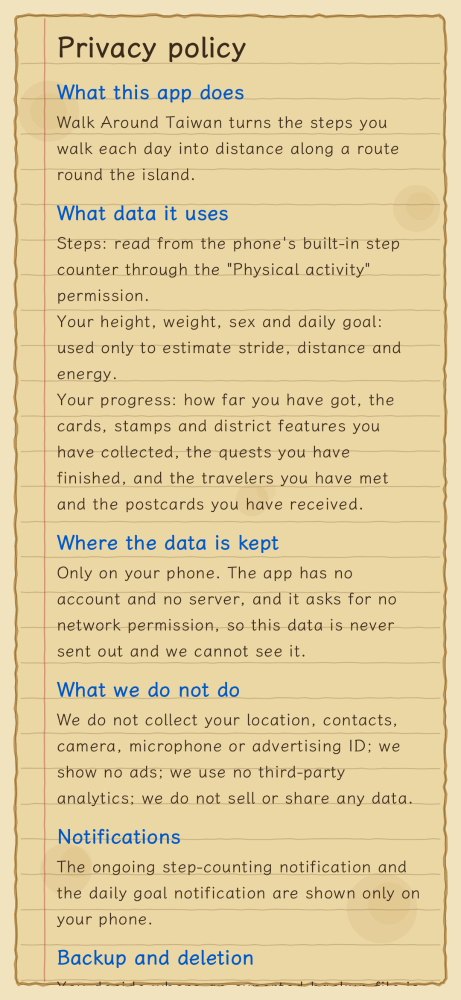 Privacy policy
What this app does
Walk Around Taiwan turns the steps you
walk each day into distance along a route
round the island.
What data it uses
Steps: read from the phone's built-in step
counter through the "Physical activity"
permission.
Your height, weight, sex and daily goal:
used only to estimate stride, distance and
energy.
Your progress: how far you have got, the
cards, stamps and district features you
have collected, the quests you have
finished, and the travelers you have met
and the postcards you have received.
Where the data is kept
Only on your phone. The app has no
account and no server, and it asks for no
network permission, so this data is never
sent out and we cannot see it.
What we do not do
We do not collect your location, contacts,
camera, microphone or advertising ID; we
show no ads; we use no third-party
analytics; we do not sell or share any data.
Notifications
The ongoing step-counting notification and
the daily goal notification are shown only on
your phone.
Backup and deletion